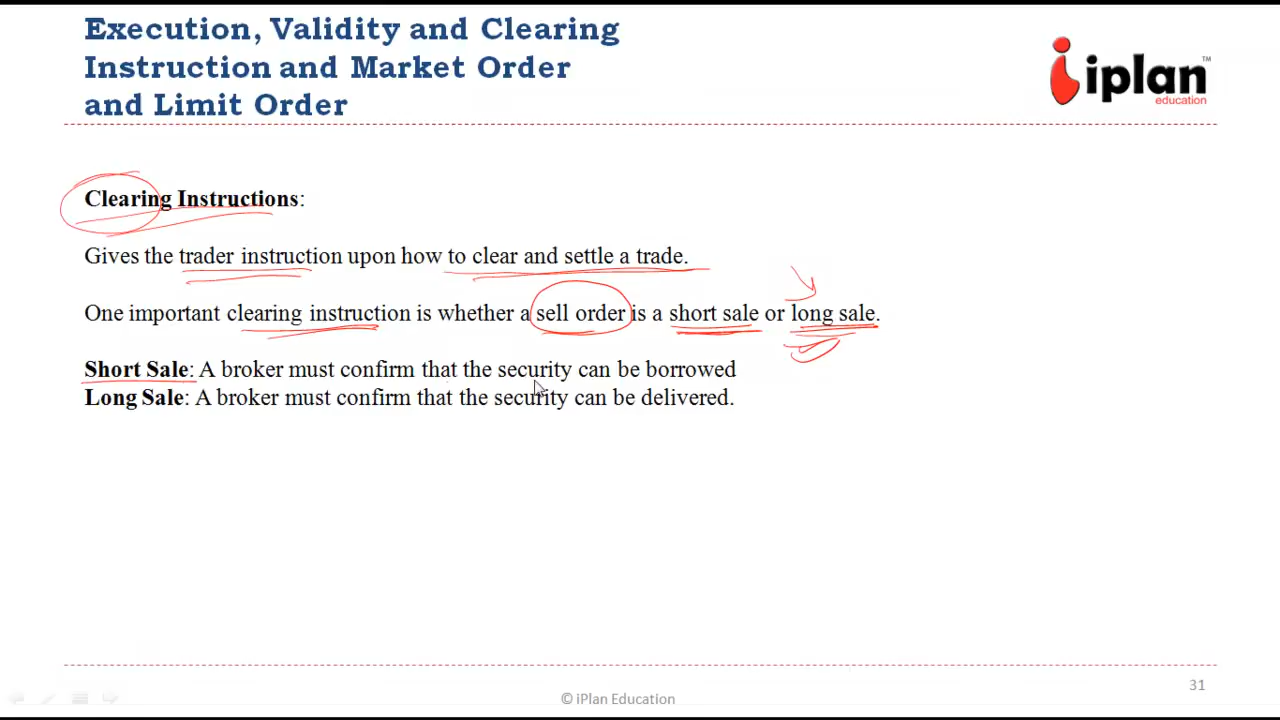 Execution, Validity and Clearing
Instruction and Market Order
and Limit Order
iplan™
education
Clearing Instructions:
Gives the trader instruction upon how to clear and settle a trade.
One important clearing instruction is whether a sell order is a short sale or long sale.
Short Sale: A broker must confirm that the security can be borrowed
Long Sale: A broker must confirm that the security can be delivered.
© iPlan Education
31